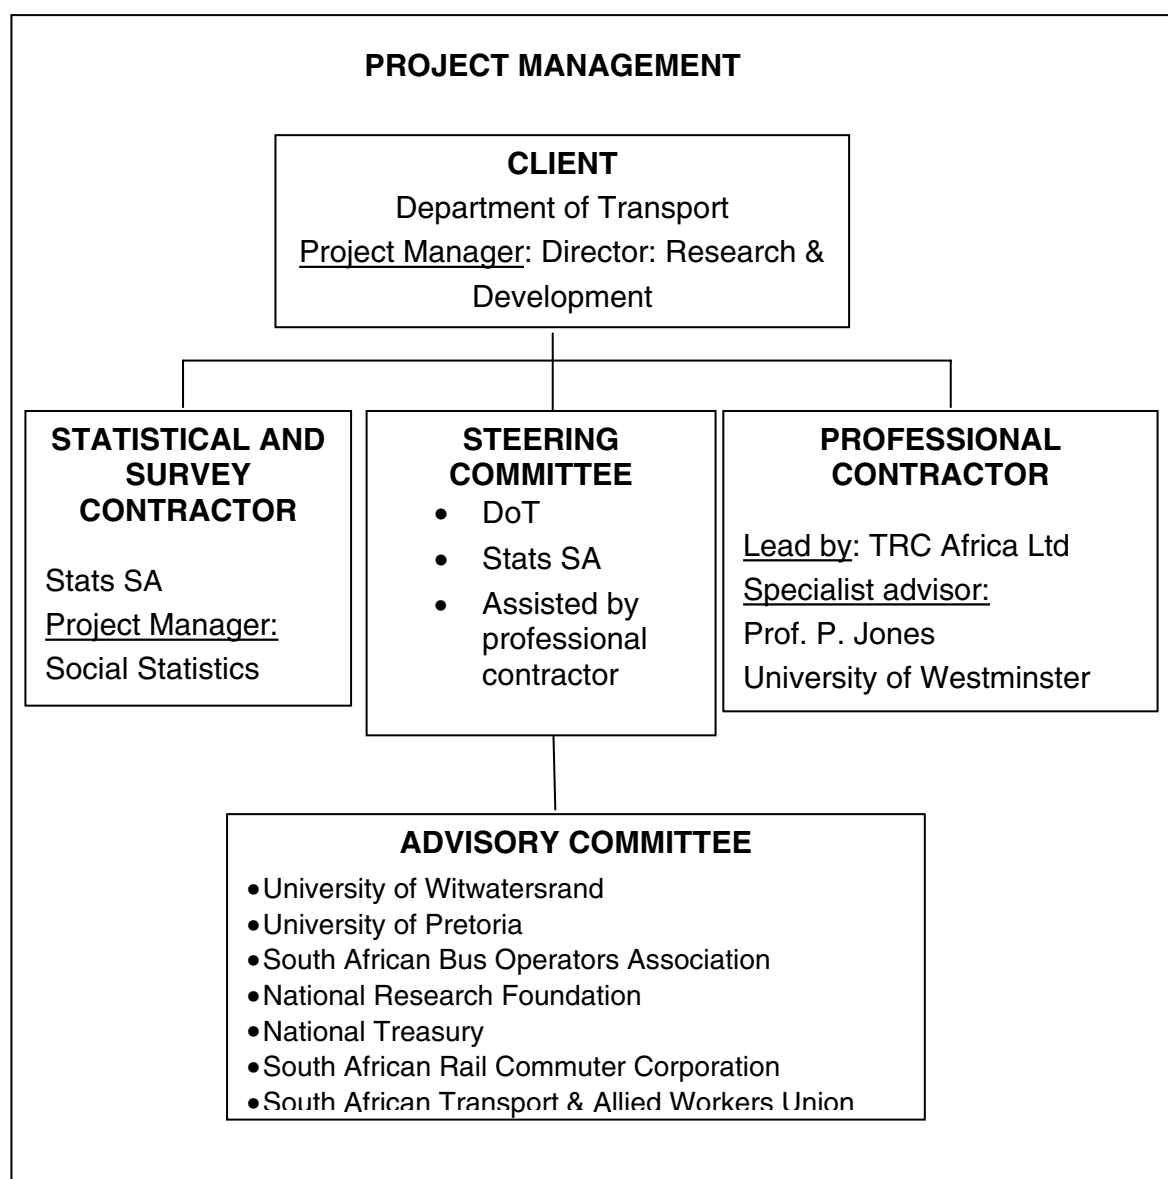 PROJECT MANAGEMENT
CLIENT
Department of Transport
Project Manager: Director: Research &
Development
STATISTICAL AND
SURVEY
CONTRACTOR
Stats SA
Project Manager:
Social Statistics
STEERING
COMMITTEE
• DoT
• Stats SA
• Assisted by
professional
contractor
PROFESSIONAL
CONTRACTOR
Lead by: TRC Africa Ltd
Specialist advisor:
Prof. P. Jones
University of Westminster
ADVISORY COMMITTEE
•University of Witwatersrand
•University of Pretoria
•South African Bus Operators Association
•National Research Foundation
•National Treasury
•South African Rail Commuter Corporation
•South African Transport & Allied Workers Union